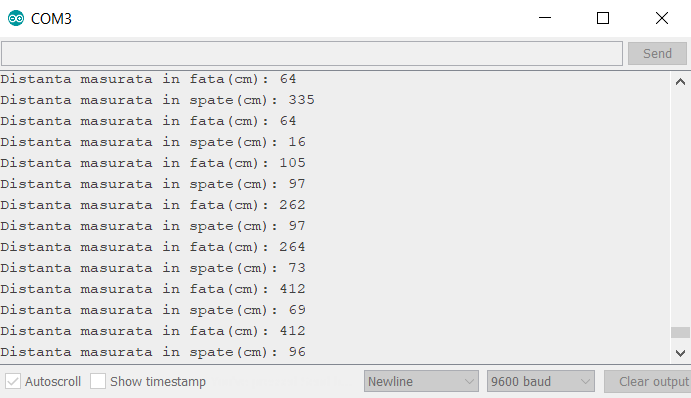 COM3
Send
Distanta masurata in fata(cm): 64
Distanta masurata in spate(cm): 335
Distanta masurata in fata(cm): 64
Distanta masurata in spate(cm): 16
Distanta masurata in fata(cm): 105
Distanta masurata in spate(cm): 97
Distanta masurata in fata(cm): 262
Distanta masurata in spate(cm): 97
Distanta masurata in fata(cm): 264
Distanta masurata in spate(cm): 73
Distanta masurata in fata(cm): 412
Distanta masurata in spate(cm): 69
Distanta masurata in fata(cm): 412
Distanta masurata in spate(cm): 96
Autoscroll Show timestamp Newline 9600 baud Clear output